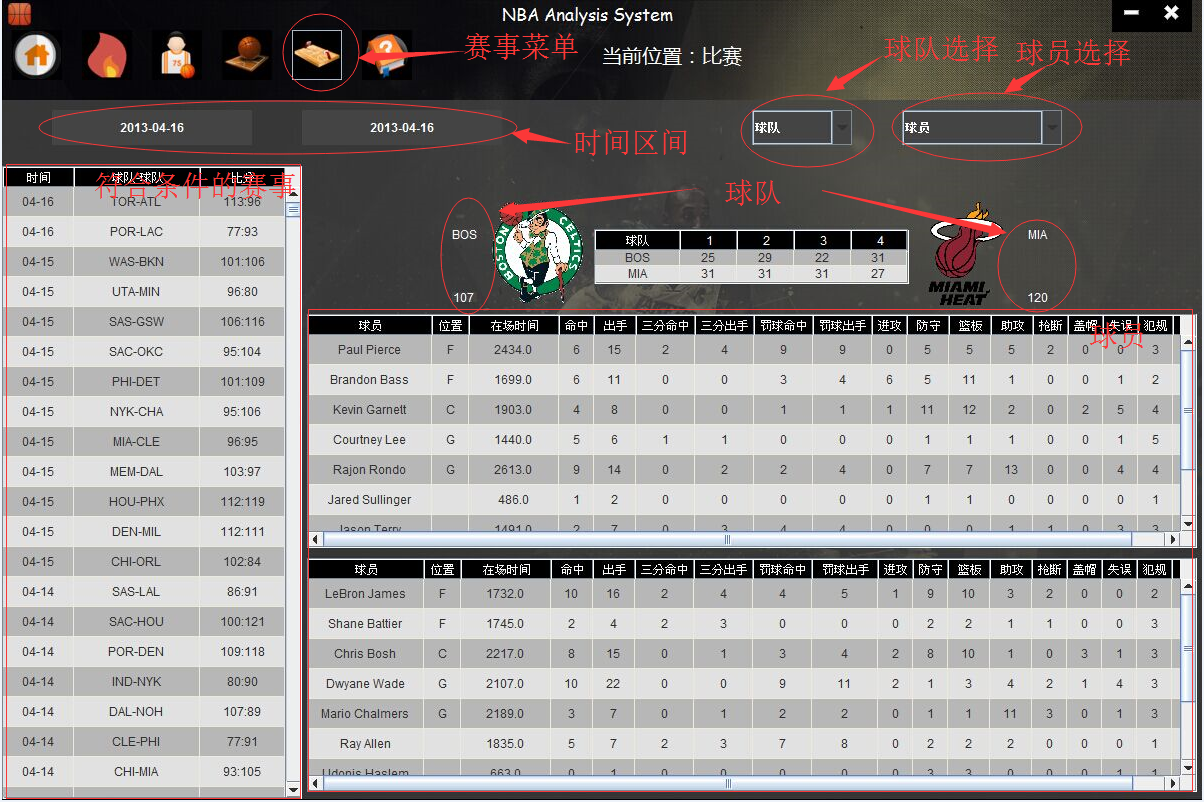 NBA Analysis System
赛事菜单
当前位置：比赛
球队选择
球员选择
2013-04-16
2013-04-16
时间区间
球队
球员
时间 球队-球队 比分
符合条件的赛事
04-16 TOR-ATL 113:96
04-16 POR-LAC 77:93
04-15 WAS-BKN 101:106
04-15 UTA-MIN 96:80
04-15 SAS-GSW 106:116
04-15 SAC-OKC 95:104
04-15 PHI-DET 101:109
04-15 NYK-CHA 95:106
04-15 MIA-CLE 96:95
04-15 MEM-DAL 103:97
04-15 HOU-PHX 112:119
04-15 DEN-MIL 112:111
04-15 CHI-ORL 102:84
04-14 SAS-LAL 86:91
04-14 SAC-HOU 100:121
04-14 POR-DEN 109:118
04-14 IND-NYK 80:90
04-14 DAL-NOH 107:89
04-14 CLE-PHI 77:91
04-14 CHI-MIA 93:105
球队
BOS
107
BOSTON CELTICS
球队 1 2 3 4
BOS 25 29 22 31
MIA 31 31 31 27
MIAMI HEAT
MIA
120
球员 位置 在场时间 命中 出手 三分命中 三分出手 罚球命中 罚球出手 进攻 防守 篮板 助攻 抢断 盖帽 失误 犯规
球员
Paul Pierce F 2434.0 6 15 2 4 9 9 0 5 5 5 2 0 0 3
Brandon Bass F 1699.0 6 11 0 0 3 4 6 5 11 1 0 0 1 2
Kevin Garnett C 1903.0 4 8 0 0 1 1 1 11 12 2 0 2 5 4
Courtney Lee G 1440.0 5 6 1 1 0 0 0 1 1 1 0 0 1 5
Rajon Rondo G 2613.0 9 14 0 2 2 4 0 7 7 13 0 0 4 4
Jared Sullinger 486.0 1 2 0 0 0 0 0 1 1 0 0 0 0 1
Jason Terry 1491.0 2 7 0 3 4 4 0 0 0 1 1 0 3 3
球员 位置 在场时间 命中 出手 三分命中 三分出手 罚球命中 罚球出手 进攻 防守 篮板 助攻 抢断 盖帽 失误 犯规
LeBron James F 1732.0 10 16 2 4 4 5 1 9 10 3 2 0 0 2
Shane Battier F 1745.0 2 4 2 3 0 0 0 2 2 1 1 0 0 3
Chris Bosh C 2217.0 8 15 0 1 3 4 2 8 10 1 0 3 1 3
Dwyane Wade G 2107.0 10 22 0 0 9 11 2 1 3 4 2 1 4 3
Mario Chalmers G 2189.0 3 7 0 1 2 2 0 1 1 11 3 0 1 3
Ray Allen 1835.0 5 7 2 3 7 8 0 2 2 2 0 0 0 1
Udonis Haslem 663.0 0 1 0 0 0 0 0 3 3 0 0 0 0 3